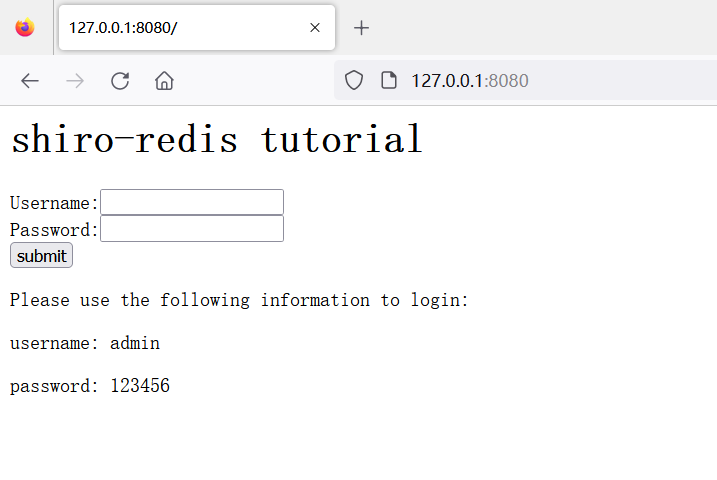 127.0.0.1:8080/
127.0.0.1:8080
shiro-redis tutorial
Username:
Password:
submit
Please use the following information to login:
username: admin
password: 123456